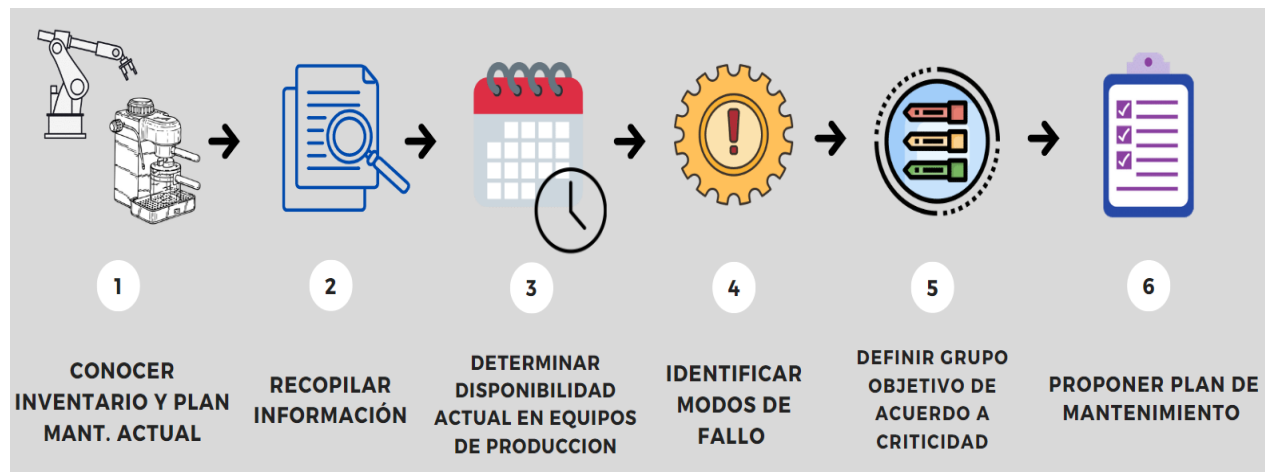 1
CONOCER
INVENTARIO Y PLAN
MANT. ACTUAL
2
RECOPILAR
INFORMACIÓN
3
DETERMINAR
DISPONIBILIDAD
ACTUAL EN EQUIPOS
DE PRODUCCION
4
IDENTIFICAR
MODOS DE
FALLO
5
DEFINIR GRUPO
OBJETIVO DE
ACUERDO A
CRITICIDAD
6
PROPONER PLAN DE
MANTENIMIENTO